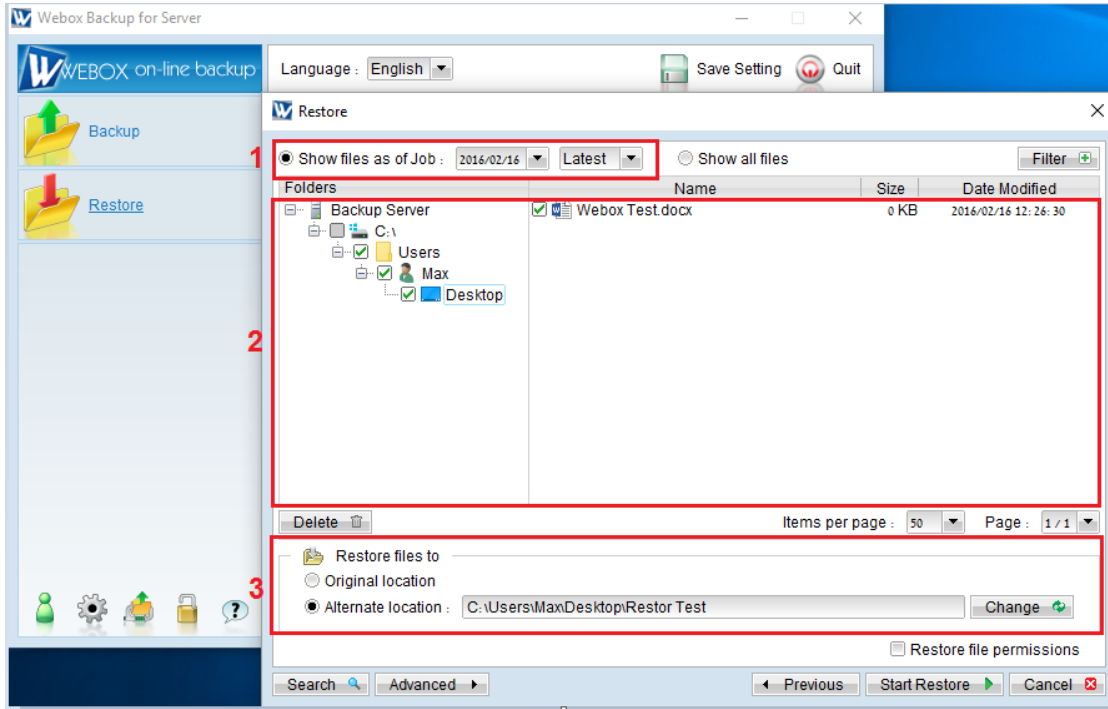 Webox Backup for Server
WEBOX on-line backup
Language : English
Save Setting
Quit
Backup
Restore
Restore
1
Show files as of Job : 2016/02/16 Latest
Show all files
Filter
Folders
Name Size Date Modified
Backup Server
C:\
Users
Max
Desktop
Webox Test.docx 0 KB 2016/02/16 12:26:30
2
Delete
Items per page : 50 Page : 1 / 1
Restore files to
3
Original location
Alternate location : C:\Users\Max\Desktop\Restor Test Change
Restore file permissions
Search Advanced Previous Start Restore Cancel